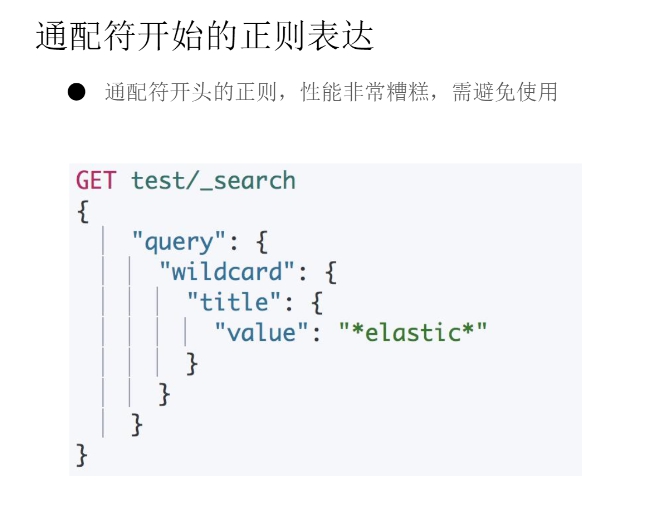 通配符开始的正则表达
● 通配符开头的正则，性能非常糟糕，需避免使用
GET test/_search
{
"query": {
"wildcard": {
"title": {
"value": "*elastic*"
}
}
}
}